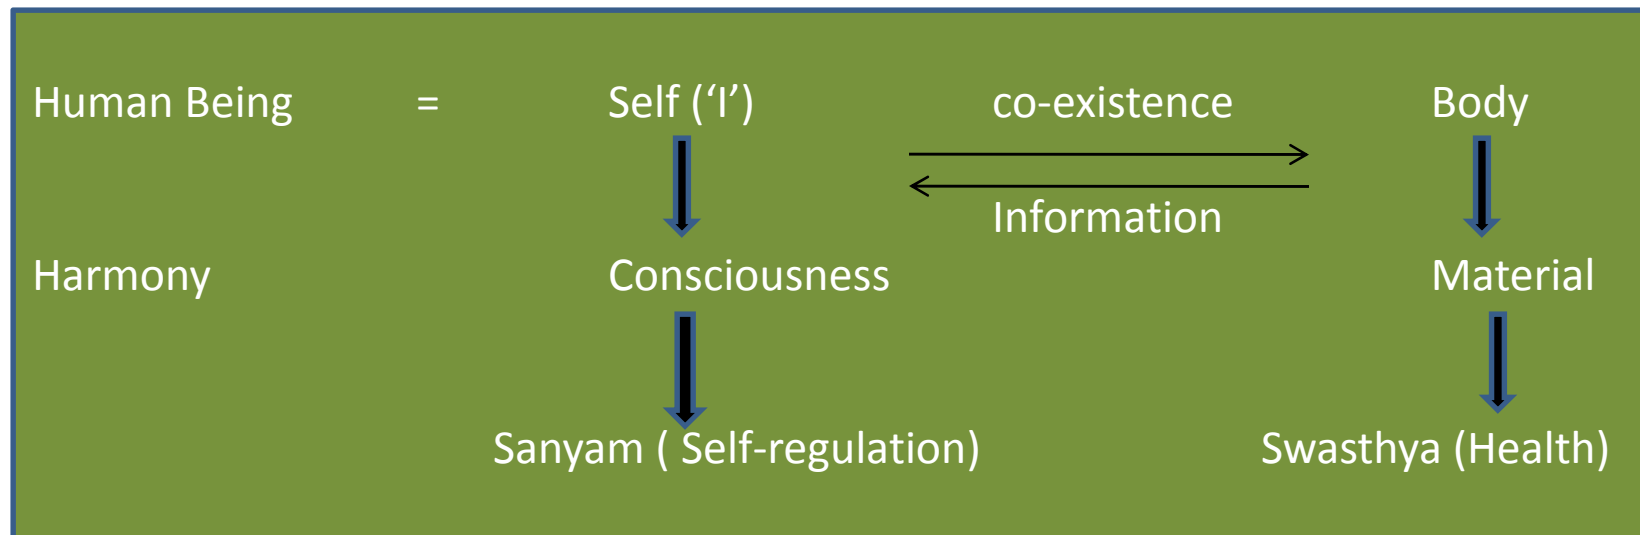 Human Being = Self (‘I’) co-existence Body
Information
Harmony Consciousness Material
Sanyam ( Self-regulation) Swasthya (Health)